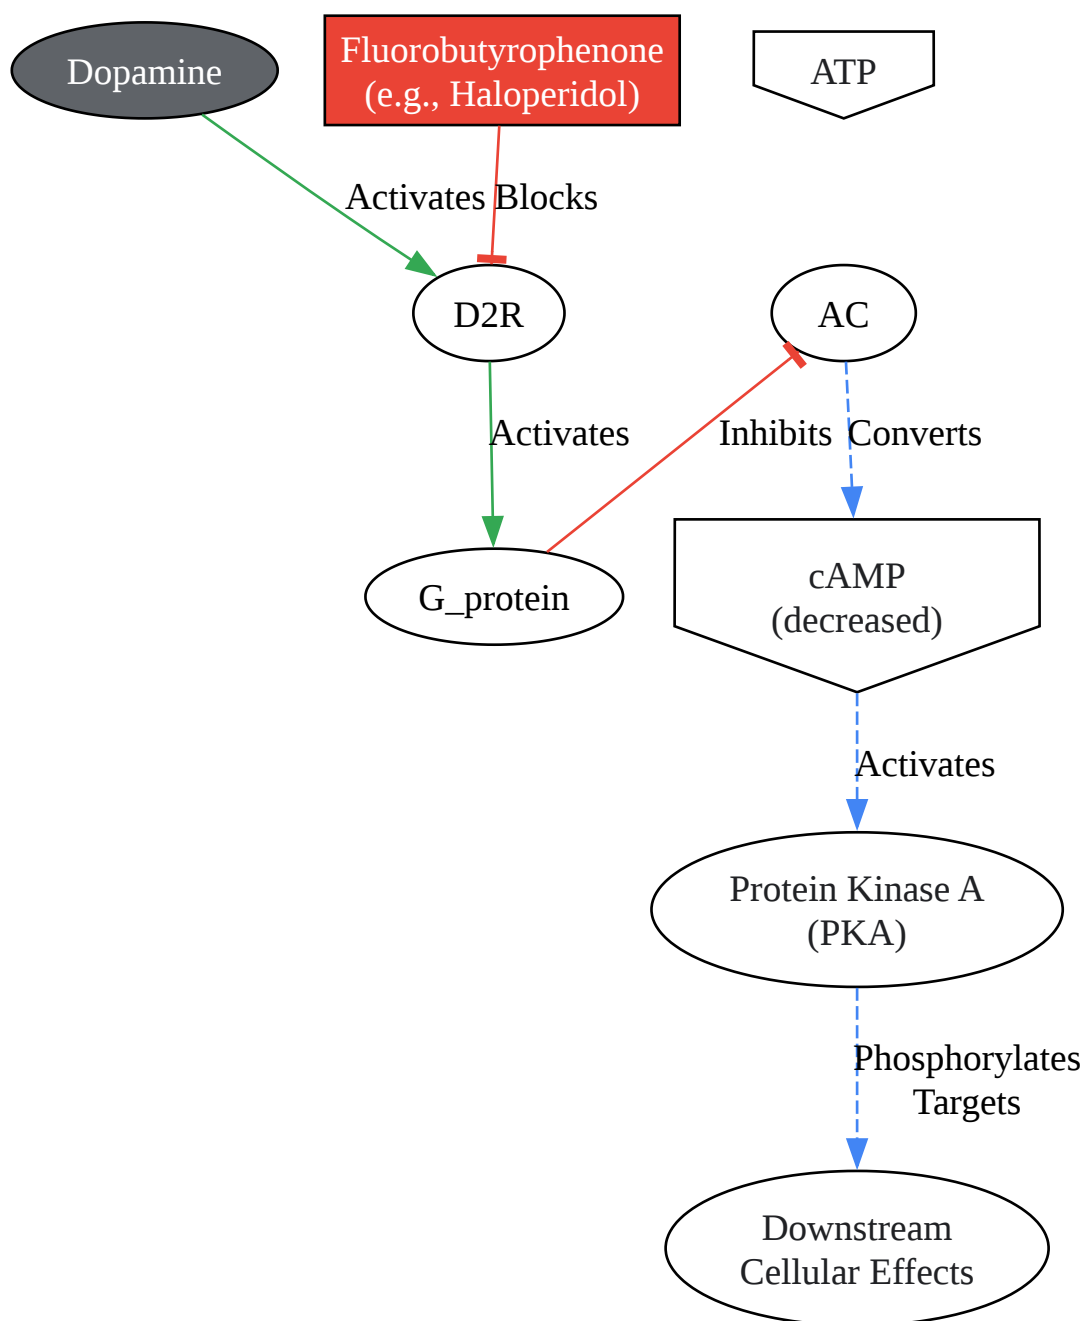 Dopamine
Fluorobutyrophenone
(e.g., Haloperidol)
ATP
Activates
Blocks
D2R
AC
Activates
Inhibits
Converts
G_protein
cAMP
(decreased)
Activates
Protein Kinase A
(PKA)
Phosphorylates
Targets
Downstream
Cellular Effects